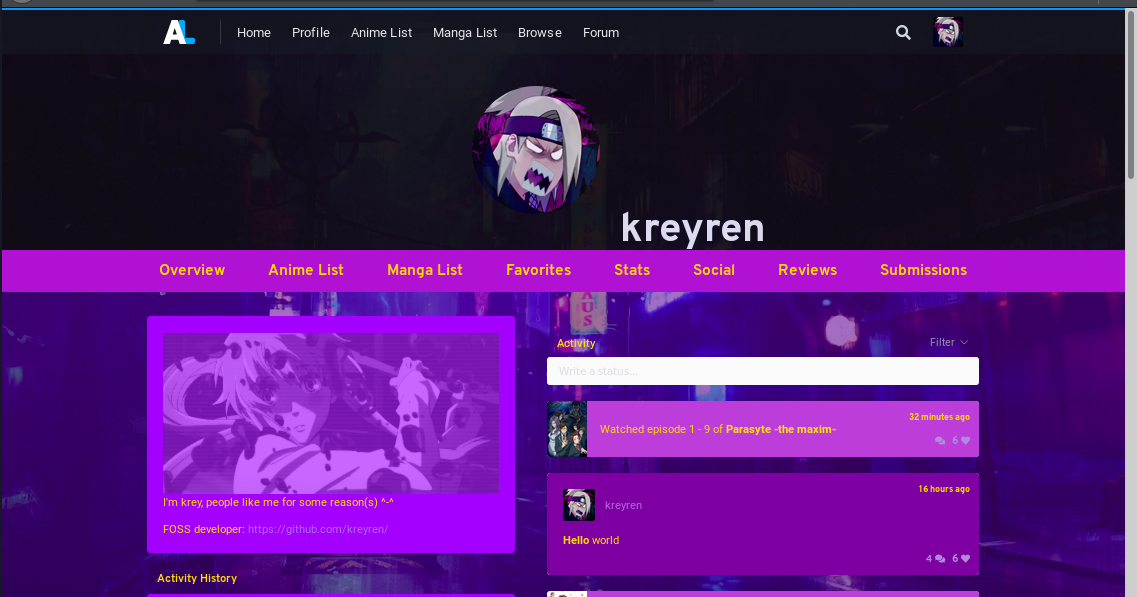 AL
Home Profile Anime List Manga List Browse Forum
kreyren
Overview Anime List Manga List Favorites Stats Social Reviews Submissions
AUS
I'm krey, people like me for some reason(s) ^-^
FOSS developer: https://github.com/kreyren/
Activity History
Activity
Filter
Write a status...
32 minutes ago
Watched episode 1 - 9 of Parasyte -the maxim-
6
16 hours ago
kreyren
Hello world
4 6